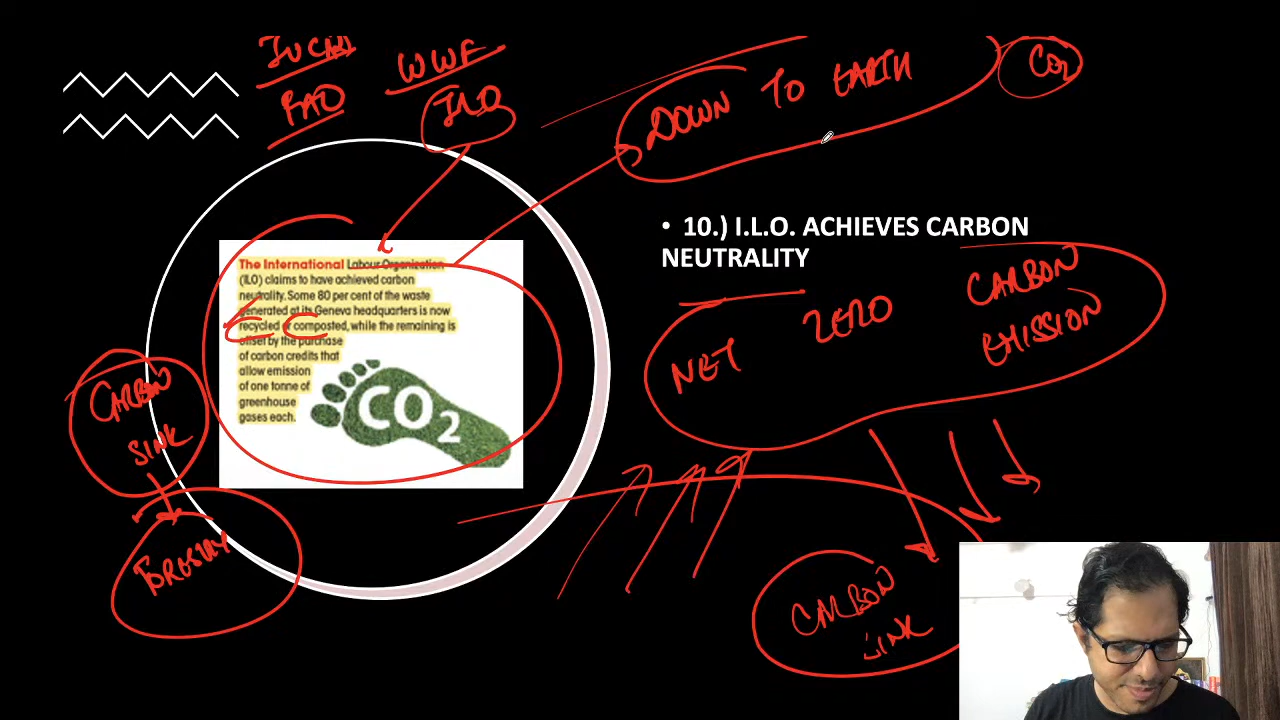 IUCN
FAO
WWF
ILO
DOWN TO EARTH
CO2
• 10.) I.L.O. ACHIEVES CARBON
NEUTRALITY
The International Labour Organization
(ILO) claims to have achieved carbon
neutrality. Some 80 per cent of the waste
generated at its Geneva headquarters is now
recycled or composted, while the remaining is
offset by the purchase
of carbon credits that
allow emission
of one tonne of
greenhouse
gases each.
CO2
NET ZERO CARBON
EMISSION
CARBON
SINK
FORESTRY
CARBON
SINK